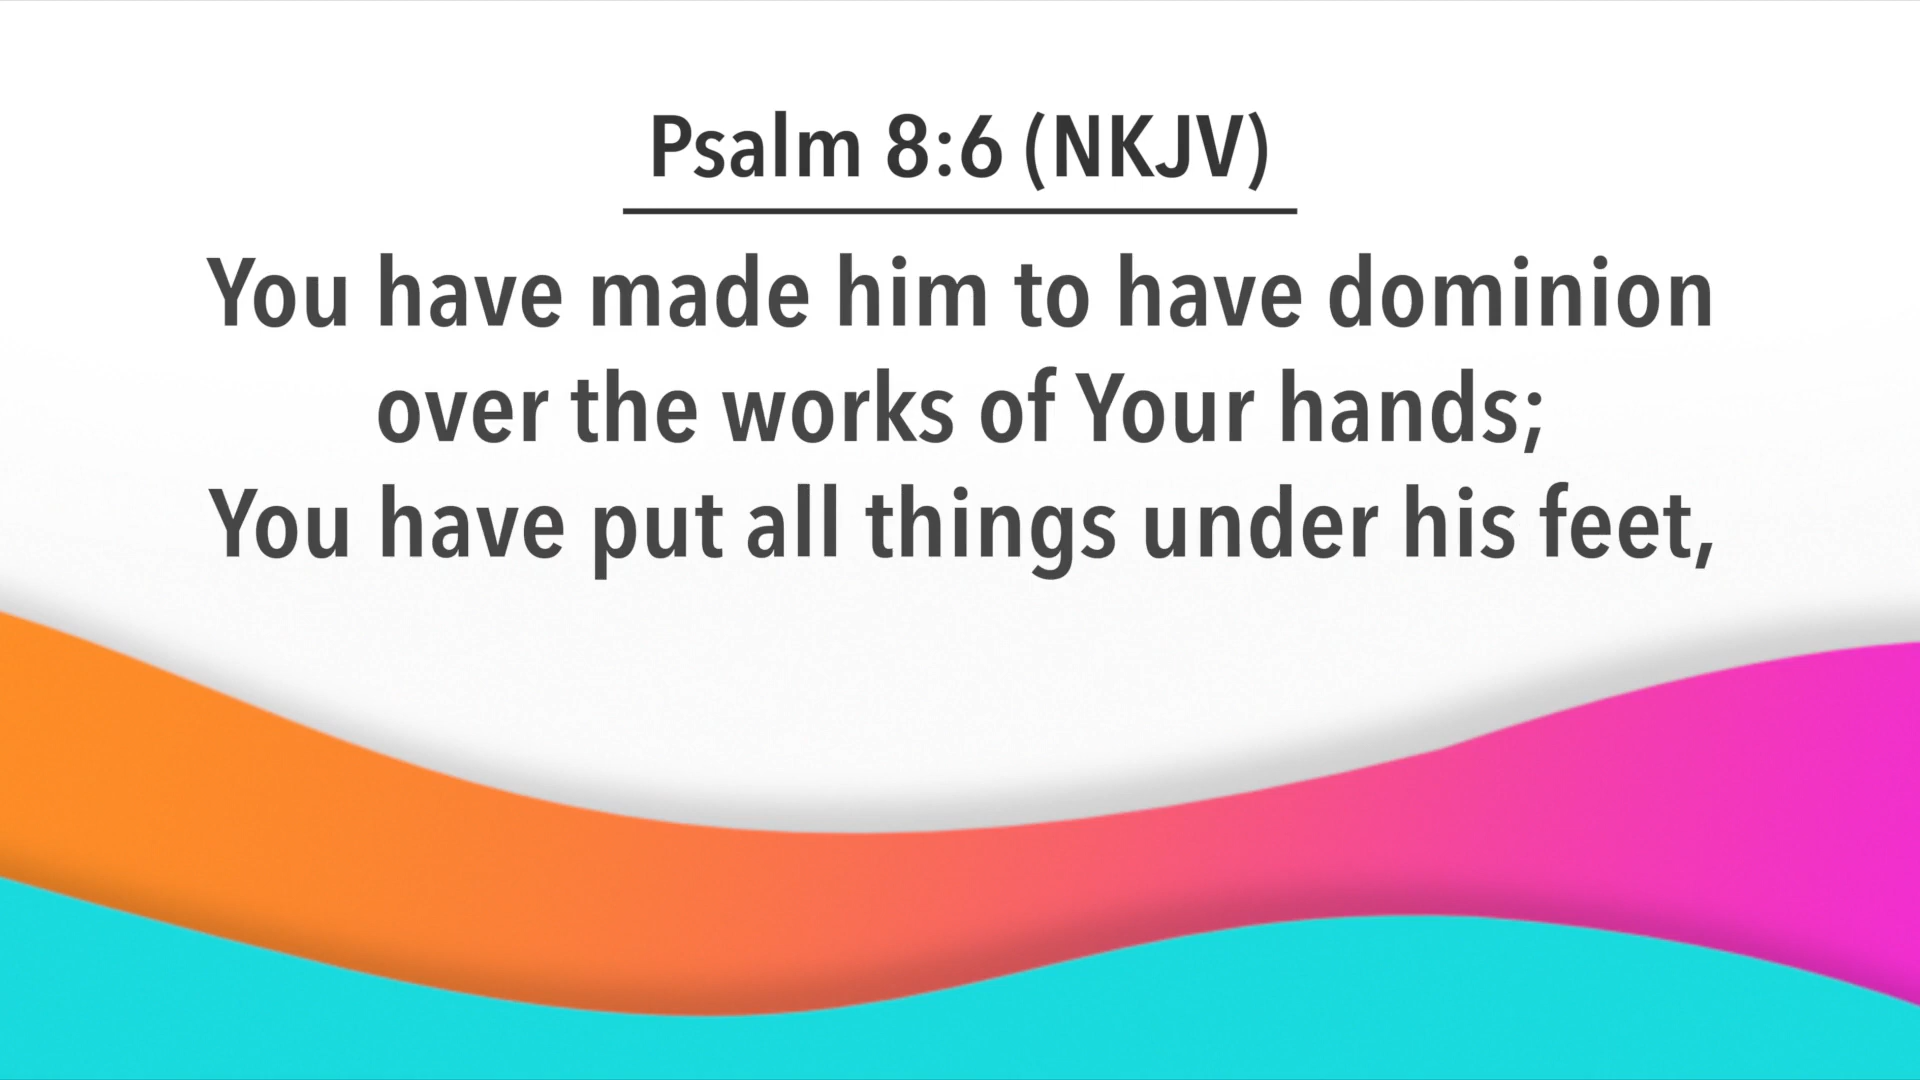 Psalm 8:6 (NKJV)
You have made him to have dominion
over the works of Your hands;
You have put all things under his feet,